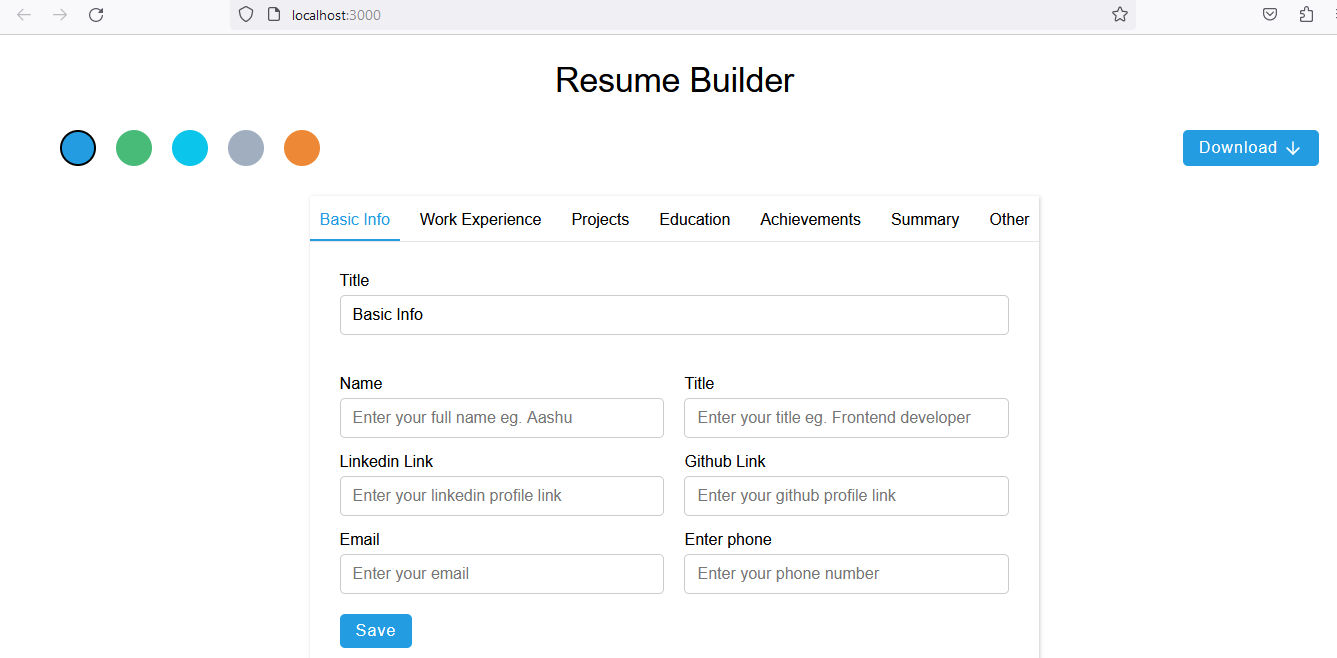 localhost:3000
Resume Builder
Download
Basic Info Work Experience Projects Education Achievements Summary Other
Title
Basic Info
Name Title
Enter your full name eg. Aashu Enter your title eg. Frontend developer
Linkedin Link Github Link
Enter your linkedin profile link Enter your github profile link
Email Enter phone
Enter your email Enter your phone number
Save